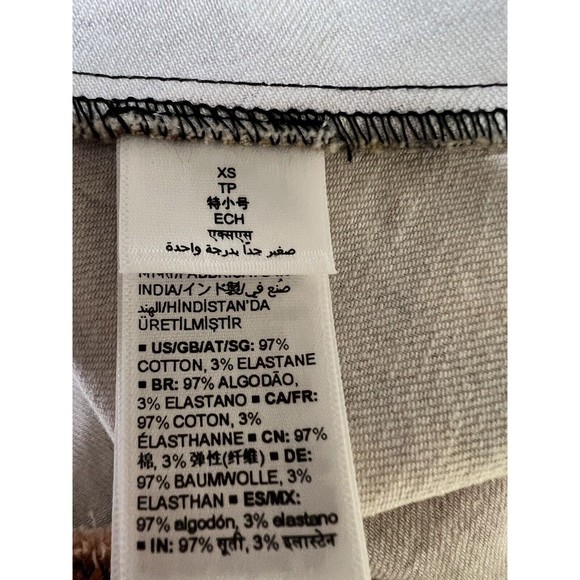 XS
TP
特小号
ECH
एक्सएस
صغير جداً بدرجة واحدة
INDIA/インド製/صُنع في
الهند/HİNDİSTAN'DA
ÜRETİLMİŞTİR
▪ US/GB/AT/SG: 97%
COTTON, 3% ELASTANE
▪ BR: 97% ALGODÃO,
3% ELASTANO ▪ CA/FR:
97% COTON, 3%
ÉLASTHANNE ▪ CN: 97%
棉, 3% 弹性(纤维) ▪ DE:
97% BAUMWOLLE, 3%
ELASTHAN ▪ ES/MX:
97% algodón, 3% elastano
▪ IN: 97% सूती, 3% इलास्टेन